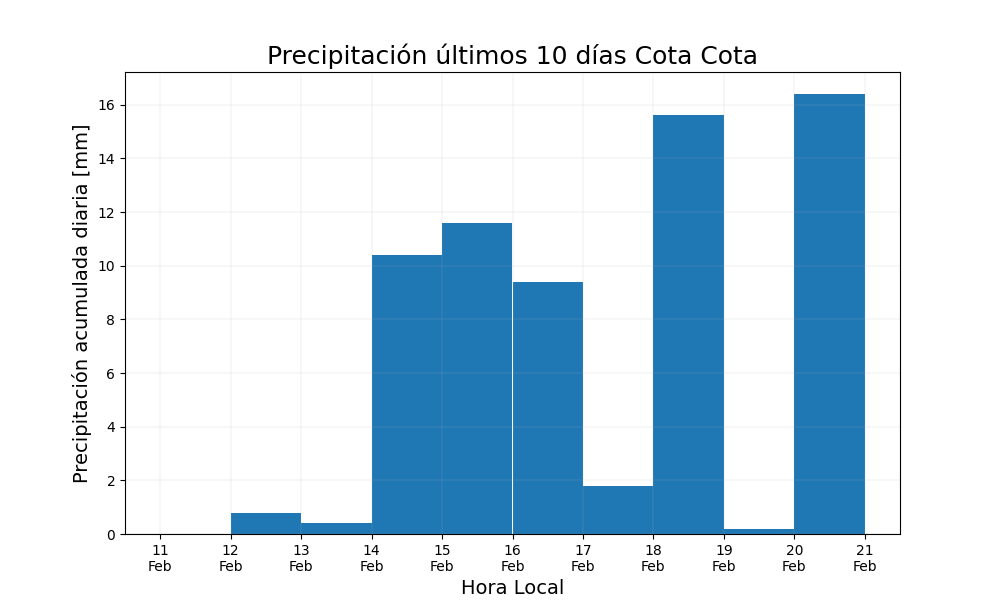 Precipitación últimos 10 días Cota Cota
Precipitación acumulada diaria [mm]
16
14
12
10
8
6
4
2
0
11 12 13 14 15 16 17 18 19 20 21
Feb Feb Feb Feb Feb Feb Feb Feb Feb Feb Feb
Hora Local